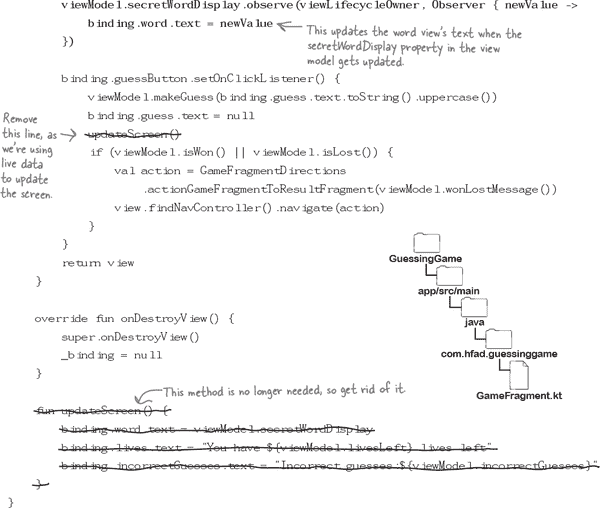 viewModel.secretWordDisplay.observe(viewLifecycleOwner, Observer { newValue ->
binding.word.text = newValue
})
This updates the word view's text when the
secretWordDisplay property in the view
model gets updated.
binding.guessButton.setOnClickListener() {
viewModel.makeGuess(binding.guess.text.toString().uppercase())
binding.guess.text = null
updateScreen()
Remove
this line, as
we're using
live data
to update
the screen.
if (viewModel.isWon() || viewModel.isLost()) {
val action = GameFragmentDirections
.actionGameFragmentToResultFragment(viewModel.wonLostMessage())
view.findNavController().navigate(action)
}
}
return view
}
override fun onDestroyView() {
super.onDestroyView()
_binding = null
}
GuessingGame
app/src/main
java
com.hfad.guessinggame
GameFragment.kt
This method is no longer needed, so get rid of it.
fun updateScreen() {
binding.word.text = viewModel.secretWordDisplay
binding.lives.text = "You have ${viewModel.livesLeft} lives left"
binding.incorrectGuesses.text = "Incorrect guesses:${viewModel.incorrectGuesses}"
}
}